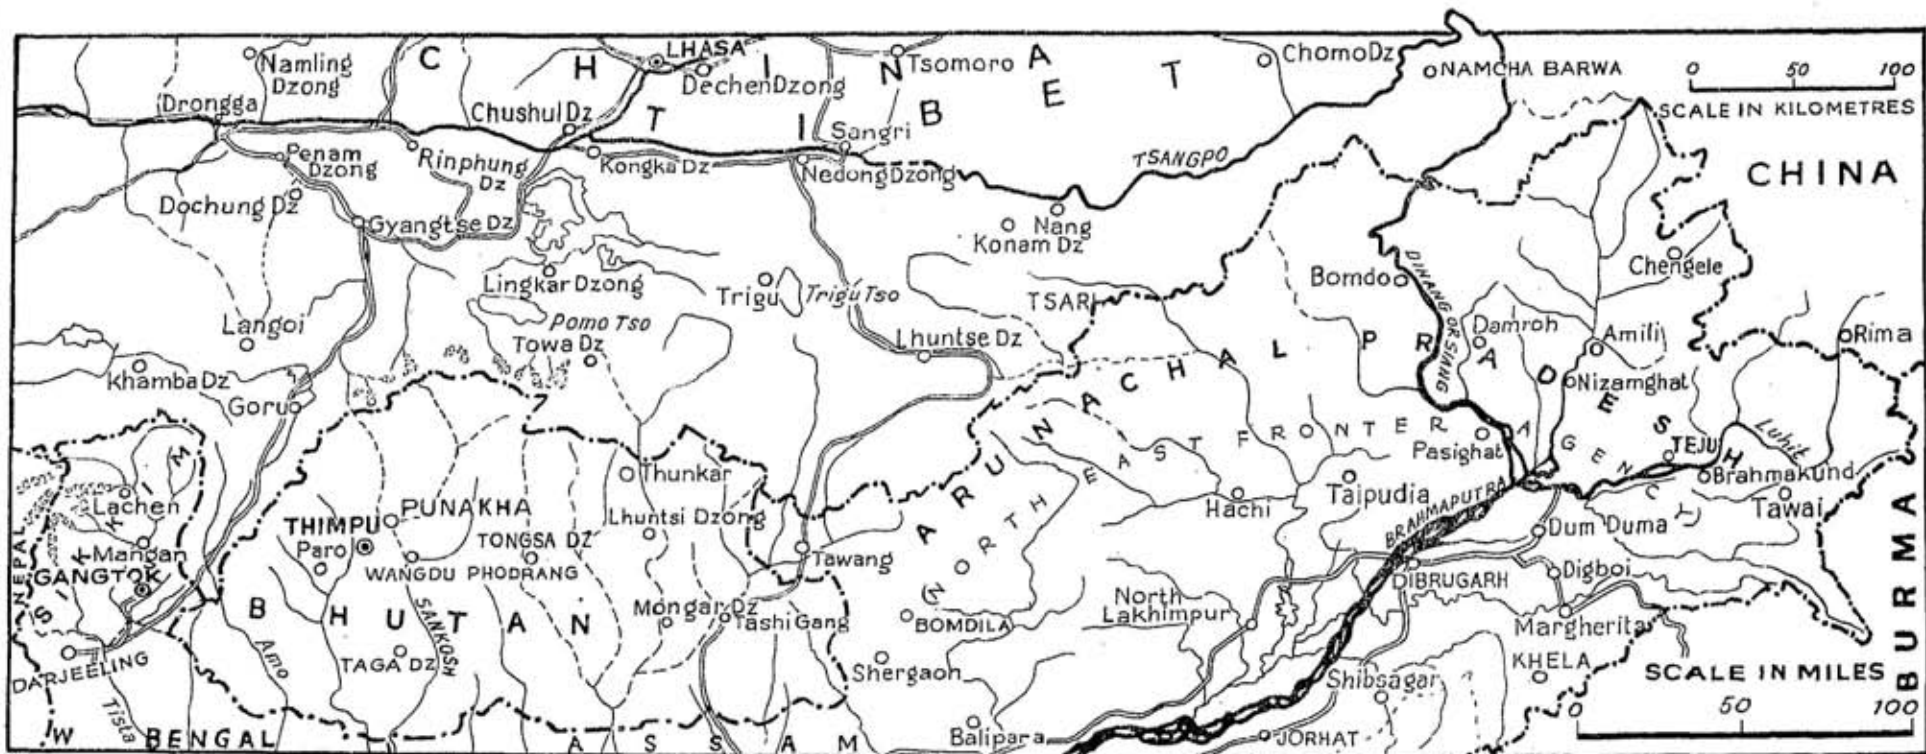 CHINA
TIBET
LHASA
Namling
Dzong
Drongga
Chushul Dz
Dechen Dzong
Tsomoro
Chomo Dz
NAMCHA BARWA
0 50 100
SCALE IN KILOMETRES
Penam
Dzong
Rinphung
Dz
Kongka Dz
Sangri
Nedong Dzong
TSANGPO
CHINA
Dochung Dz
Gyangtse Dz
Nang
Konam Dz
Lingkar Dzong
Trigu
Trigu Tso
TSARI
Bomdo
DIHANG OR SIANG
Chengele
Langoi
Pomo Tso
Towa Dz
Lhuntse Dz
Damroh
Amili
Rima
Khamba Dz
Goru
Nizamghat
ARUNACHAL PRADESH
NORTH EAST FRONTER AGENCY
Pasighat
TEJU
Luhit
Brahmakund
SIKKIM
Lachen
Thunkar
Hachi
Taipudia
Tawai
NEPAL
Mangan
GANGTOK
THIMPU
PUNAKHA
Paro
WANGDU PHODRANG
TONGSA DZ
Lhuntsi Dzong
Tawang
BRAHMAPUTRA
Dum Duma
DIBRUGARH
Digboi
BHUTAN
SANKOSH
Mongar Dz
Tashi Gang
BOMDILA
North
Lakhimpur
Margherita
BURMA
DARJEELING
Amo
TAGA Dz
Shergaon
Shibsagar
KHELA
SCALE IN MILES
0 50 100
Tista
W BENGAL
ASSAM
Balipara
JORHAT